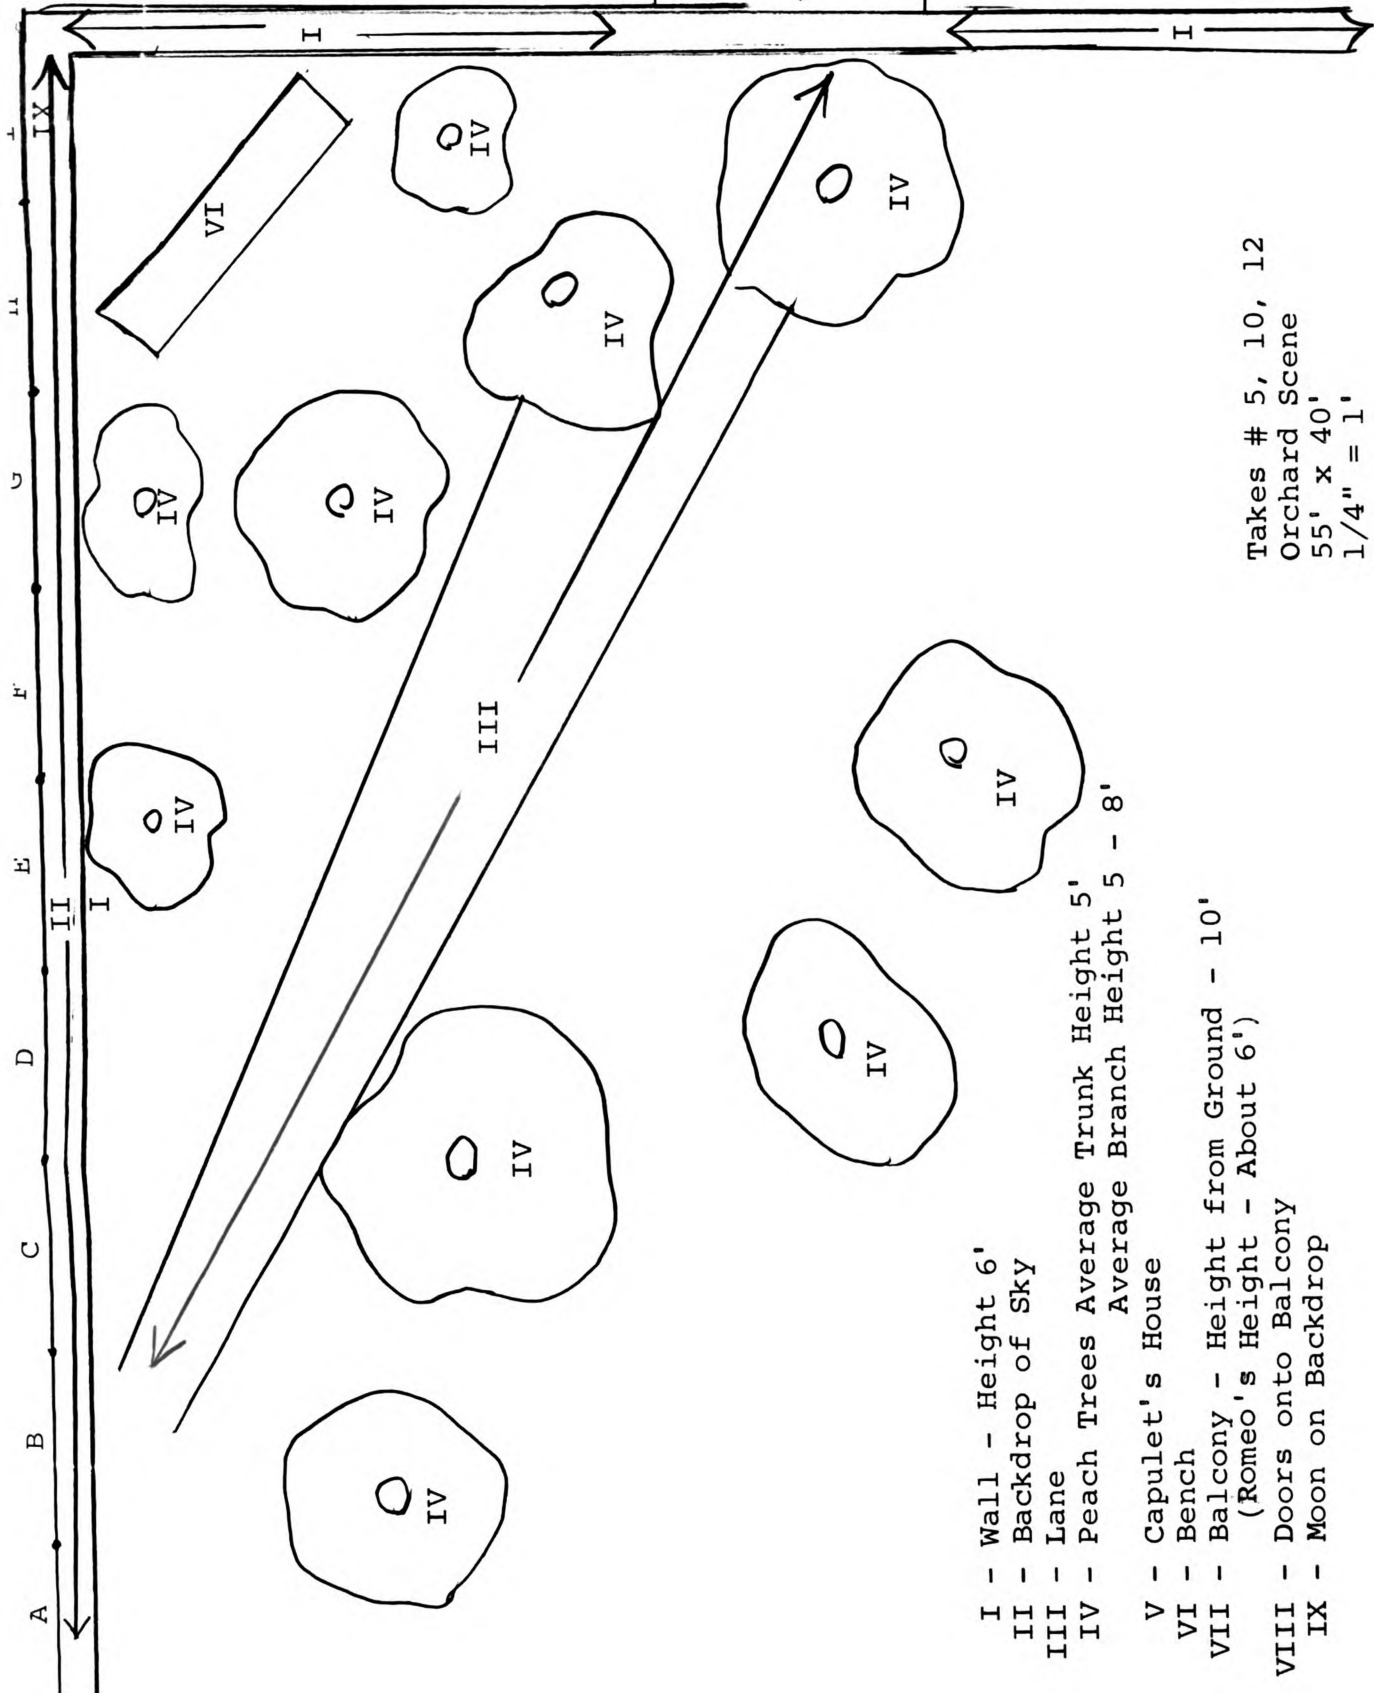 A
B
C
D
E
F
G
IX
II
I
I
I
VI
IV
IV
IV
IV
IV
IV
III
IV
IV
IV
IV
IV
I - Wall - Height 6'
II - Backdrop of Sky
III - Lane
IV - Peach Trees Average Trunk Height 5'
Average Branch Height 5 - 8'
V - Capulet's House
VI - Bench
VII - Balcony - Height from Ground - 10'
(Romeo's Height - About 6')
VIII - Doors onto Balcony
IX - Moon on Backdrop
Takes # 5, 10, 12
Orchard Scene
55' x 40'
1/4" = 1'